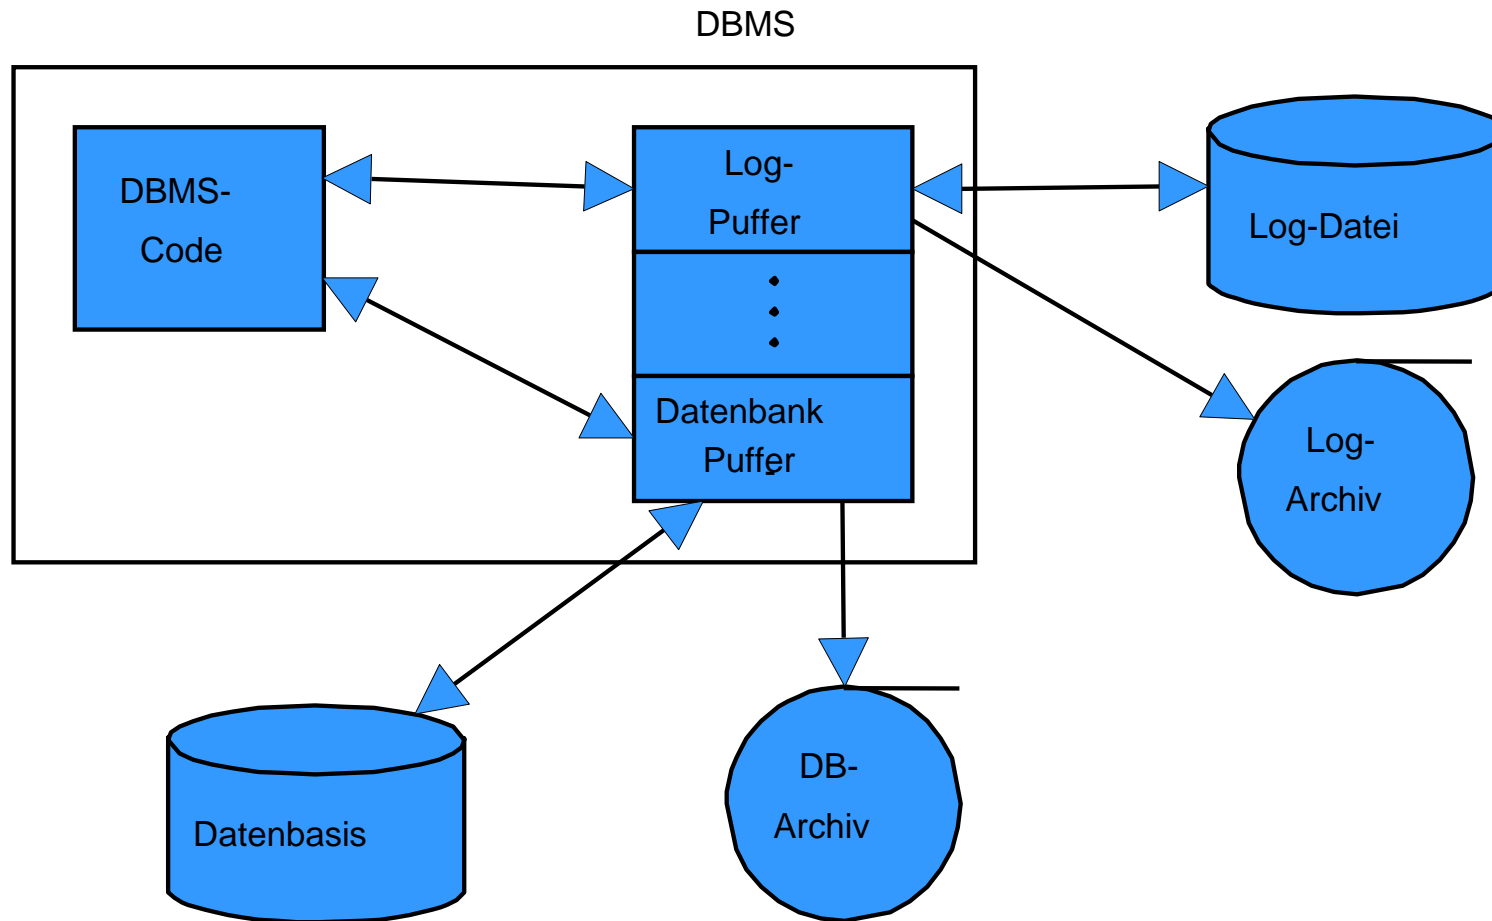 DBMS
DBMS-
Code
Log-
Puffer
Log-Datei
Datenbank
Puffer
Log-
Archiv
DB-
Archiv
Datenbasis